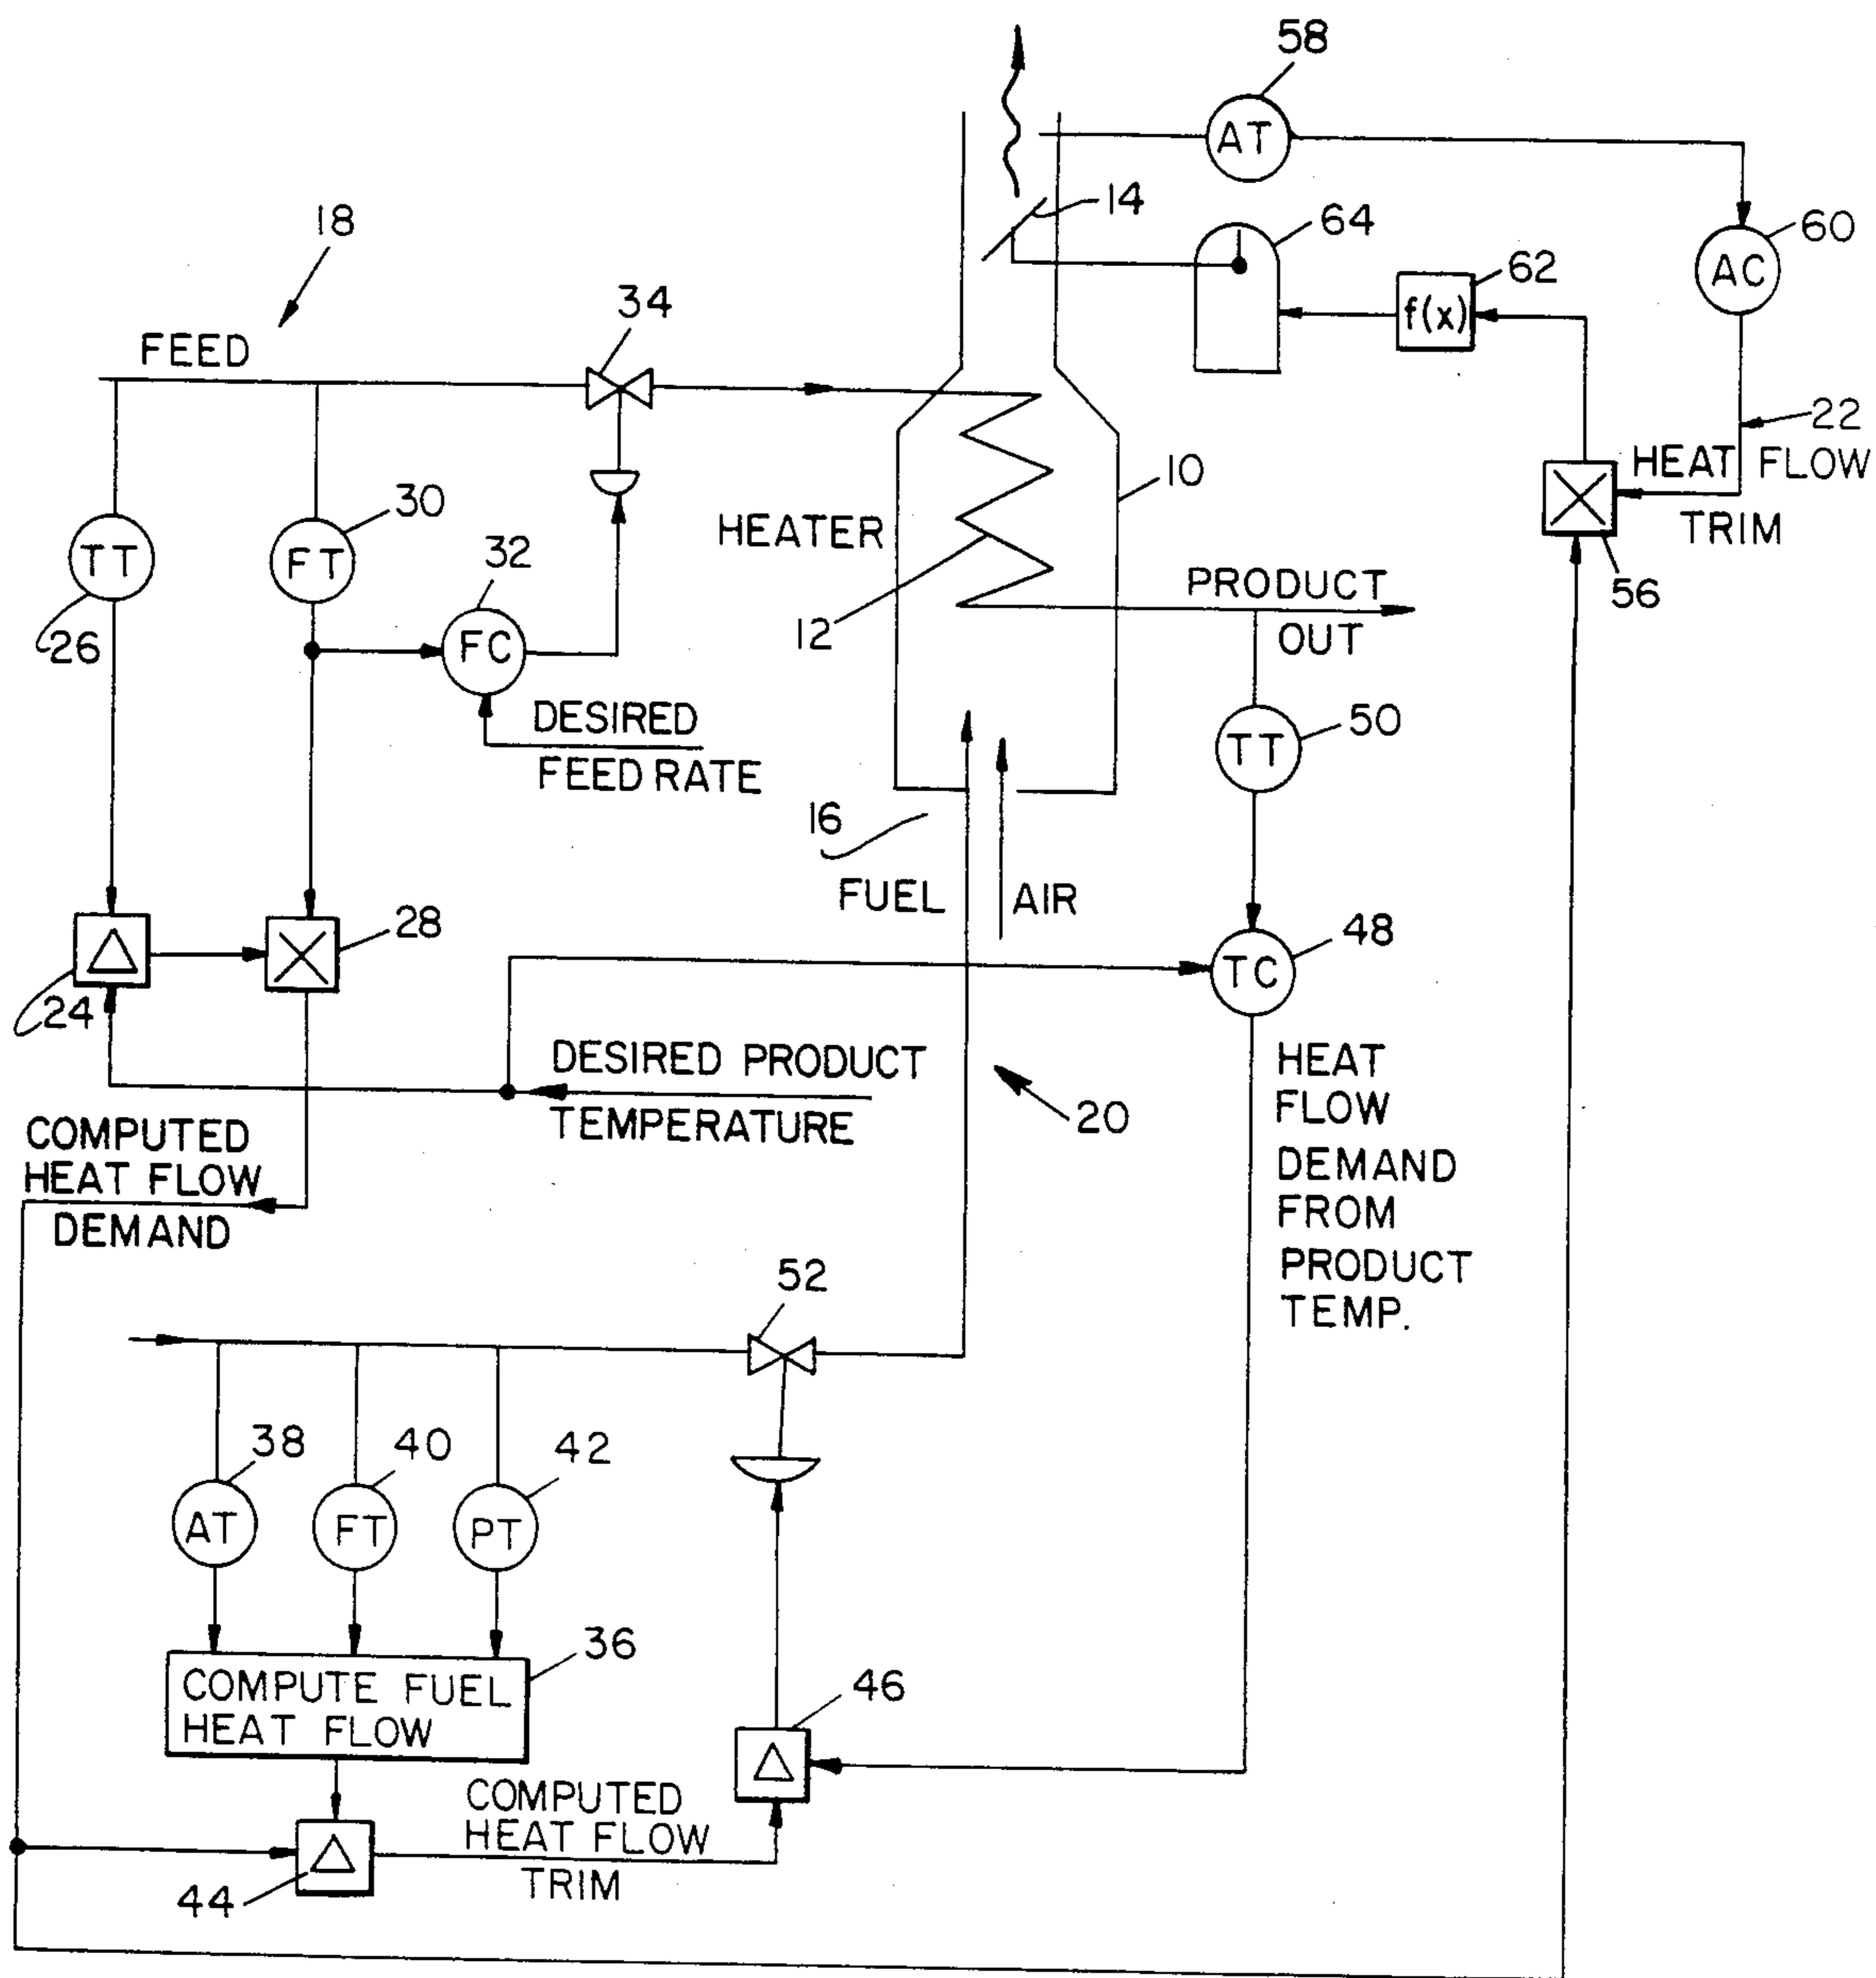 58
AT
14
64
60
AC
62
f(x)
18
34
FEED
22
HEAT FLOW
TRIM
10
30
HEATER
TT
FT
32
56
PRODUCT
OUT
26
FC
12
DESIRED
FEED RATE
50
TT
16
FUEL
AIR
28
48
TC
24
DESIRED PRODUCT
TEMPERATURE
20
HEAT
FLOW
DEMAND
FROM
PRODUCT
TEMP.
COMPUTED
HEAT FLOW
DEMAND
52
38
40
42
AT
FT
PT
36
COMPUTE FUEL
HEAT FLOW
46
COMPUTED
HEAT FLOW
TRIM
44